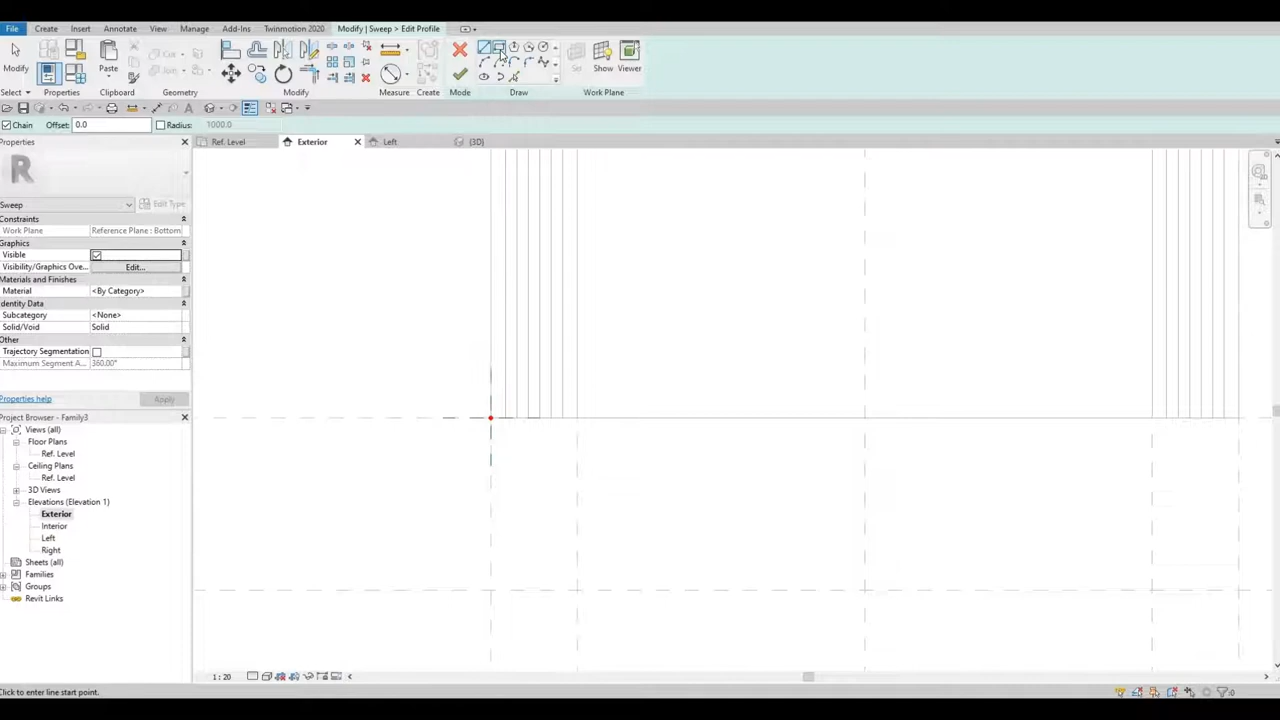 File Create Insert Annotate View Manage Add-Ins Twinmotion 2020 Modify | Sweep > Edit Profile
Modify Paste Cut Join Set Show Viewer
Select Properties Clipboard Geometry Modify Measure Create Mode Draw Work Plane
Chain Offset: 0.0 Radius: 1000.0
Properties
Ref. Level Exterior Left (3D)
R
Sweep Edit Type
Constraints
Work Plane Reference Plane : Bottom
Graphics
Visible
Visibility/Graphics Ove... Edit...
Materials and Finishes
Material <By Category>
Identity Data
Subcategory <None>
Solid/Void Solid
Other
Trajectory Segmentation
Maximum Segment A... 360.00°
Properties help Apply
Project Browser - Family3
Views (all)
Floor Plans
Ref. Level
Ceiling Plans
Ref. Level
3D Views
Elevations (Elevation 1)
Exterior
Interior
Left
Right
Sheets (all)
Families
Groups
Revit Links
1 : 20
Click to enter line start point.
:0